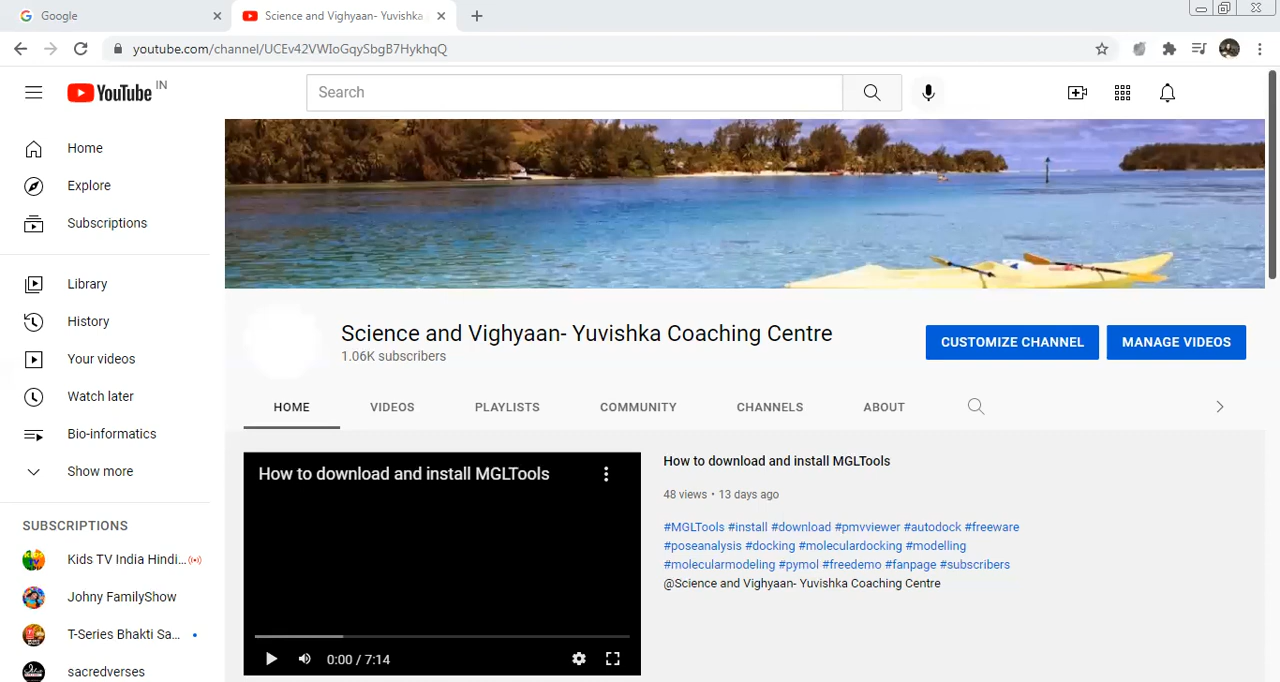 Google
Science and Vighyaan- Yuvishka
youtube.com/channel/UCEv42VWIoGqySbgB7HykhqQ
YouTube IN
Search
Home
Explore
Subscriptions
Library
History
Your videos
Watch later
Bio-informatics
Show more
SUBSCRIPTIONS
Kids TV India Hindi...
Johny FamilyShow
T-Series Bhakti Sa...
sacredverses
Science and Vighyaan- Yuvishka Coaching Centre
1.06K subscribers
CUSTOMIZE CHANNEL
MANAGE VIDEOS
HOME VIDEOS PLAYLISTS COMMUNITY CHANNELS ABOUT
How to download and install MGLTools
0:00 / 7:14
How to download and install MGLTools
48 views • 13 days ago
#MGLTools #install #download #pmvviewer #autodock #freeware
#poseanalysis #docking #moleculardocking #modelling
#molecularmodeling #pymol #freedemo #fanpage #subscribers
@Science and Vighyaan- Yuvishka Coaching Centre